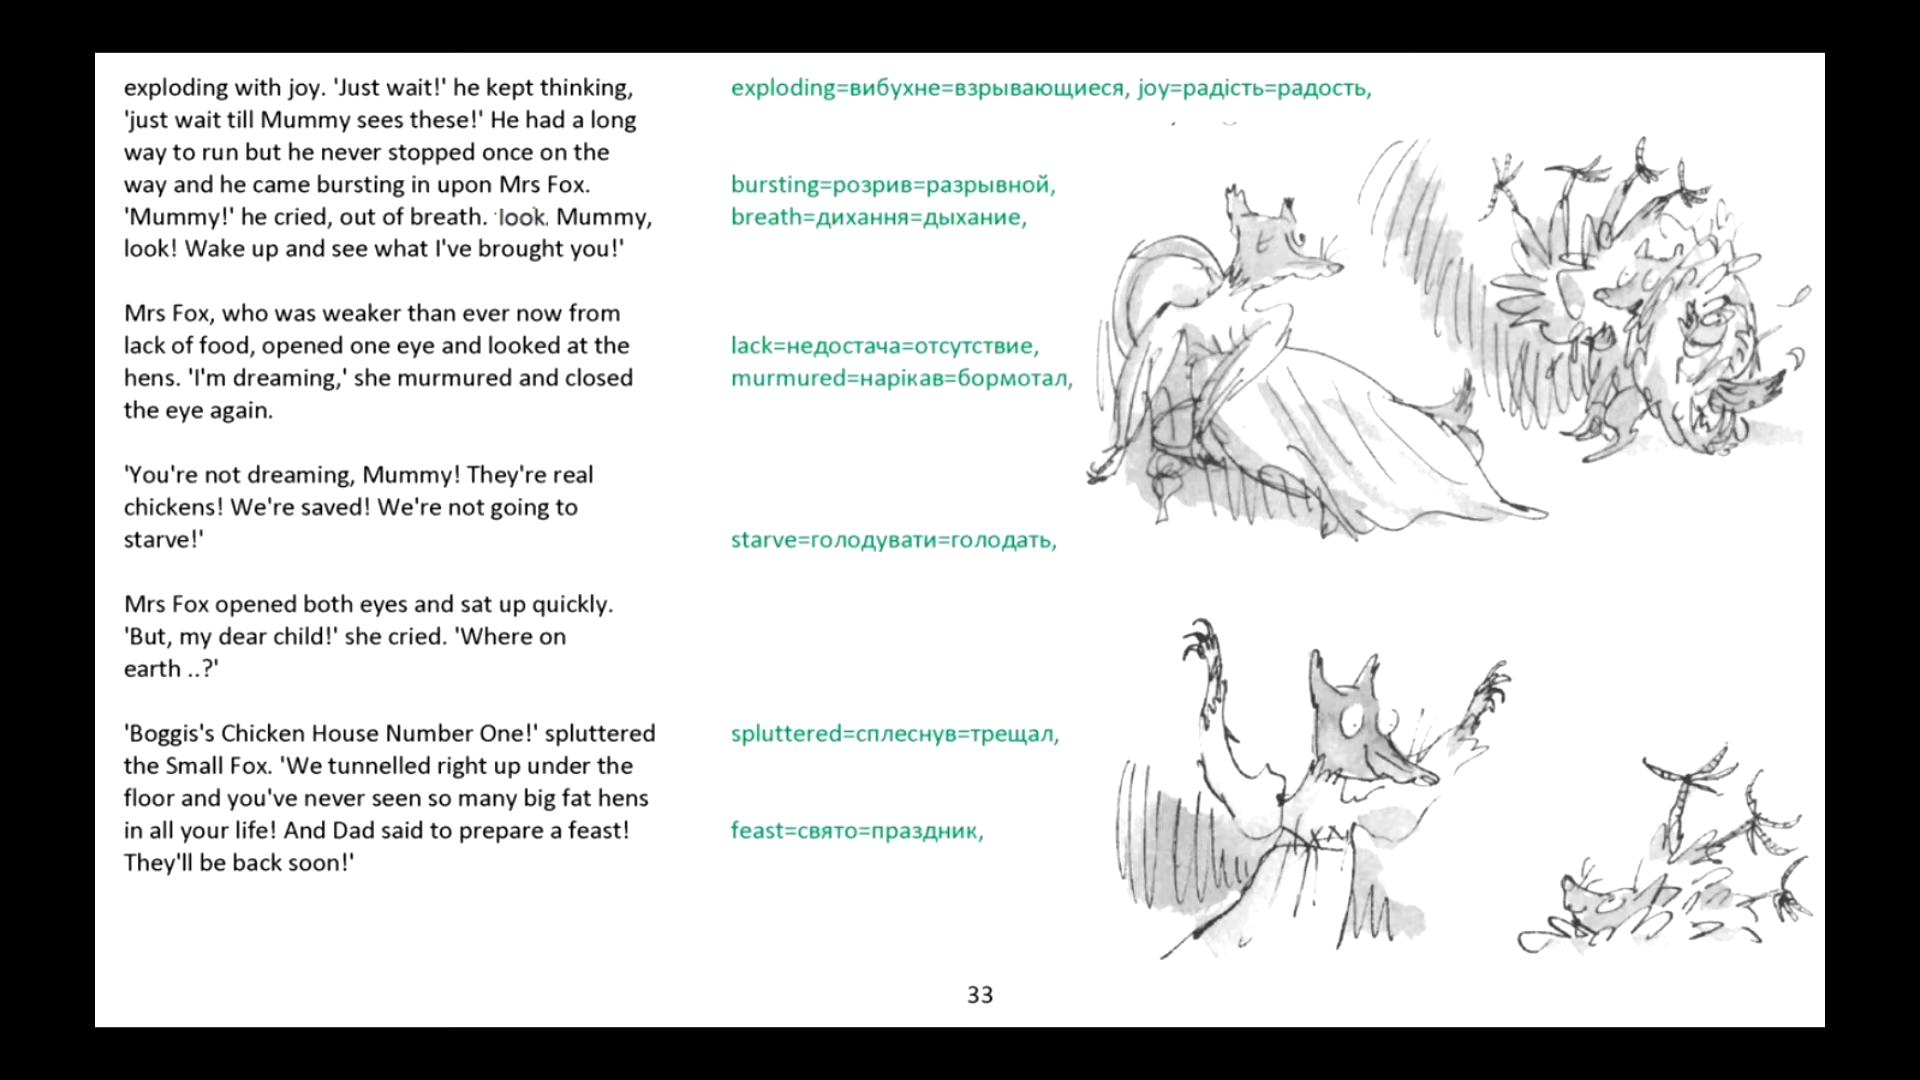 exploding with joy. 'Just wait!' he kept thinking,
'just wait till Mummy sees these!' He had a long
way to run but he never stopped once on the
way and he came bursting in upon Mrs Fox.
'Mummy!' he cried, out of breath. 'look, Mummy,
look! Wake up and see what I've brought you!'
Mrs Fox, who was weaker than ever now from
lack of food, opened one eye and looked at the
hens. 'I'm dreaming,' she murmured and closed
the eye again.
'You're not dreaming, Mummy! They're real
chickens! We're saved! We're not going to
starve!'
Mrs Fox opened both eyes and sat up quickly.
'But, my dear child!' she cried. 'Where on
earth ..?'
'Boggis's Chicken House Number One!' spluttered
the Small Fox. 'We tunnelled right up under the
floor and you've never seen so many big fat hens
in all your life! And Dad said to prepare a feast!
They'll be back soon!'
exploding=вибухне=взрывающиеся, joy=радість=радость,
bursting=розрив=разрывной,
breath=дихання=дыхание,
lack=недостача=отсутствие,
murmured=нарікав=бормотал,
starve=голодувати=голодать,
spluttered=сплеснув=трещал,
feast=свято=праздник,
33